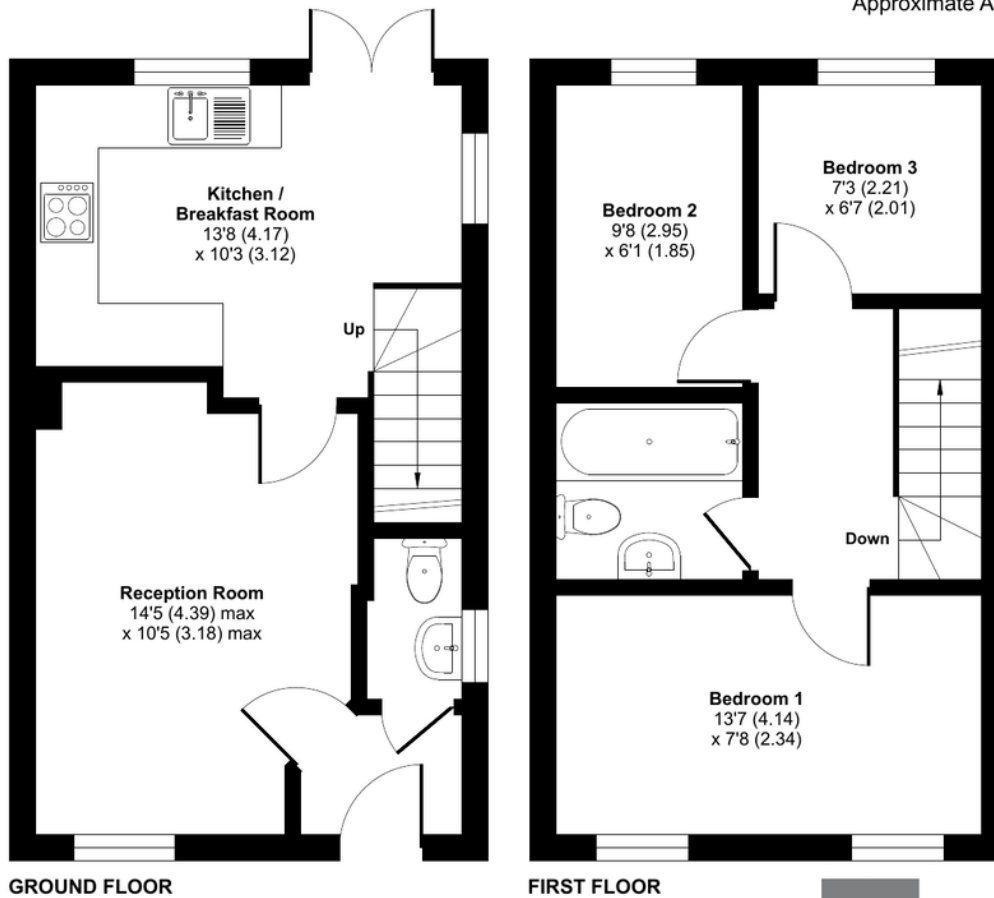 Approximate A
Kitchen /
Breakfast Room
13'8 (4.17)
x 10'3 (3.12)
Up
Reception Room
14'5 (4.39) max
x 10'5 (3.18) max
GROUND FLOOR
Bedroom 2
9'8 (2.95)
x 6'1 (1.85)
Bedroom 3
7'3 (2.21)
x 6'7 (2.01)
Down
Bedroom 1
13'7 (4.14)
x 7'8 (2.34)
FIRST FLOOR